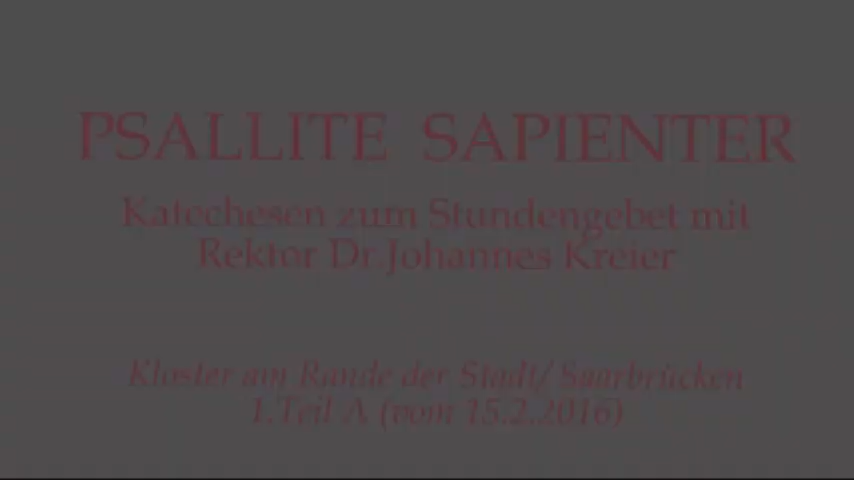 PSALLITE SAPIENTER
Katechesen zum Stundengebet mit
Rektor Dr. Johannes Kreier
Kloster am Rande der Stadt/ Saarbrücken
1.Teil A (vom 15.2.2016)